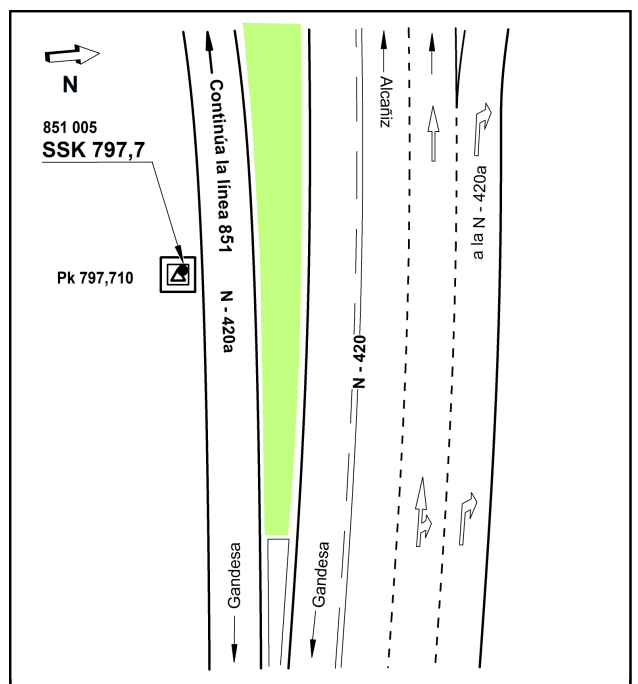 N
851 005
SSK 797,7
Pk 797,710
Continúa la línea 851
N - 420a
Gandesa
Gandesa
N - 420
Alcañiz
a la N - 420a